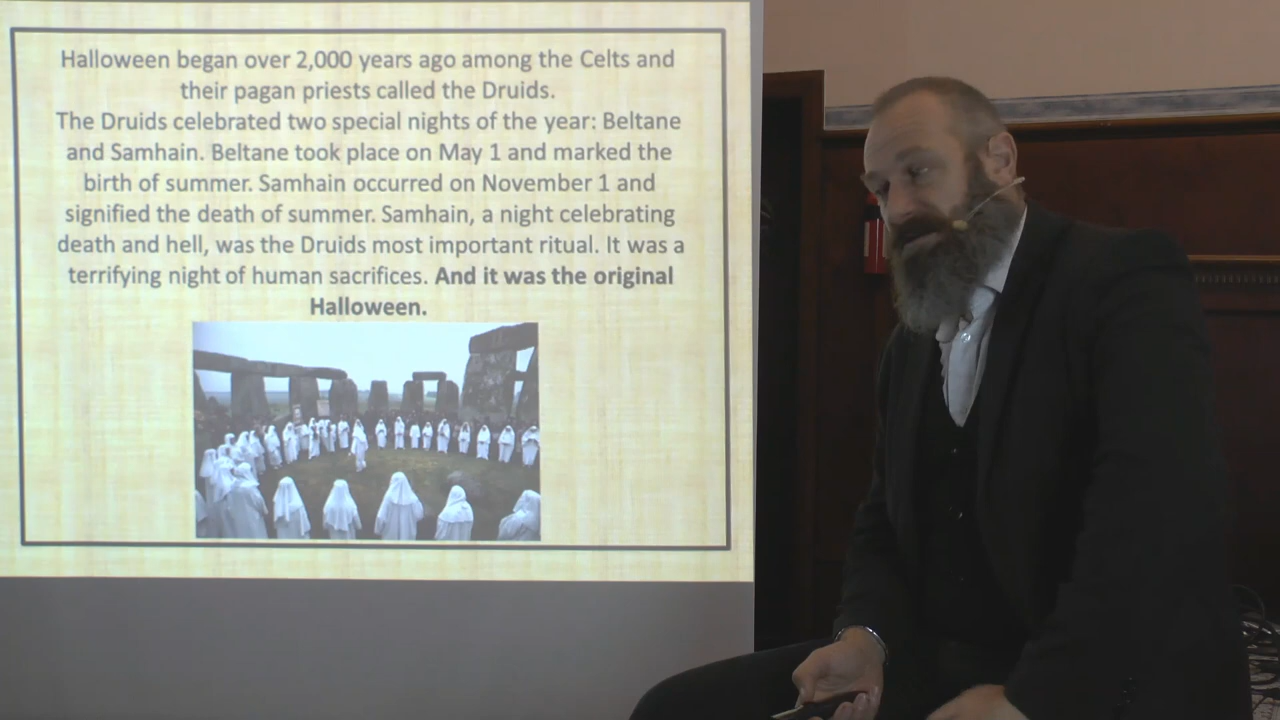 Halloween began over 2,000 years ago among the Celts and
their pagan priests called the Druids.
The Druids celebrated two special nights of the year: Beltane
and Samhain. Beltane took place on May 1 and marked the
birth of summer. Samhain occurred on November 1 and
signified the death of summer. Samhain, a night celebrating
death and hell, was the Druids most important ritual. It was a
terrifying night of human sacrifices. And it was the original
Halloween.